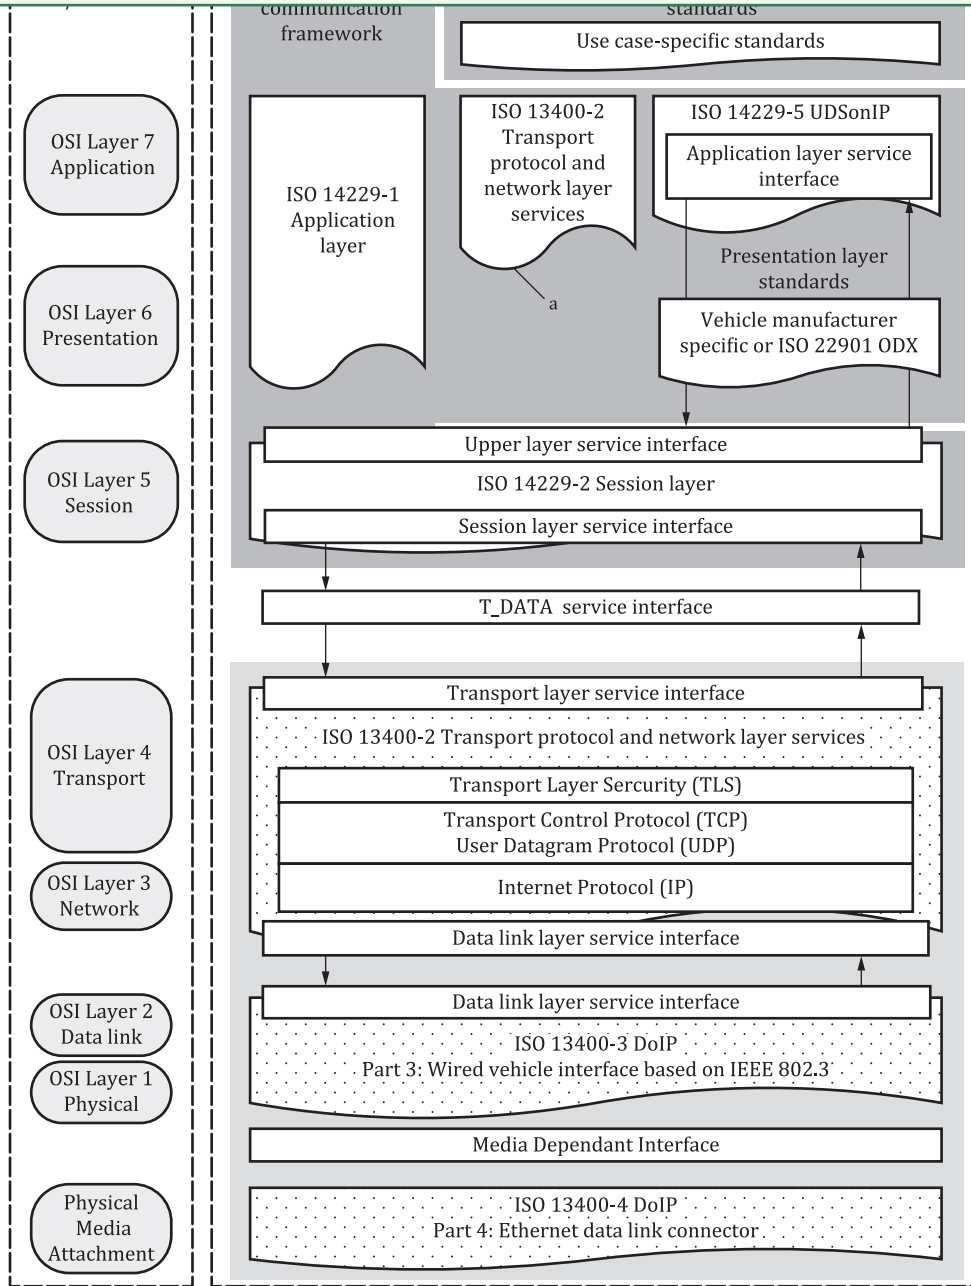 communication
framework
standards
Use case-specific standards
OSI Layer 7
Application
ISO 14229-1
Application
layer
ISO 13400-2
Transport
protocol and
network layer
services
a
ISO 14229-5 UDSonIP
Application layer service
interface
Presentation layer
standards
OSI Layer 6
Presentation
Vehicle manufacturer
specific or ISO 22901 ODX
OSI Layer 5
Session
Upper layer service interface
ISO 14229-2 Session layer
Session layer service interface
T_DATA service interface
OSI Layer 4
Transport
Transport layer service interface
ISO 13400-2 Transport protocol and network layer services
Transport Layer Sercurity (TLS)
Transport Control Protocol (TCP)
User Datagram Protocol (UDP)
OSI Layer 3
Network
Internet Protocol (IP)
Data link layer service interface
OSI Layer 2
Data link
Data link layer service interface
ISO 13400-3 DoIP
Part 3: Wired vehicle interface based on IEEE 802.3
OSI Layer 1
Physical
Media Dependant Interface
Physical
Media
Attachment
ISO 13400-4 DoIP
Part 4: Ethernet data link connector